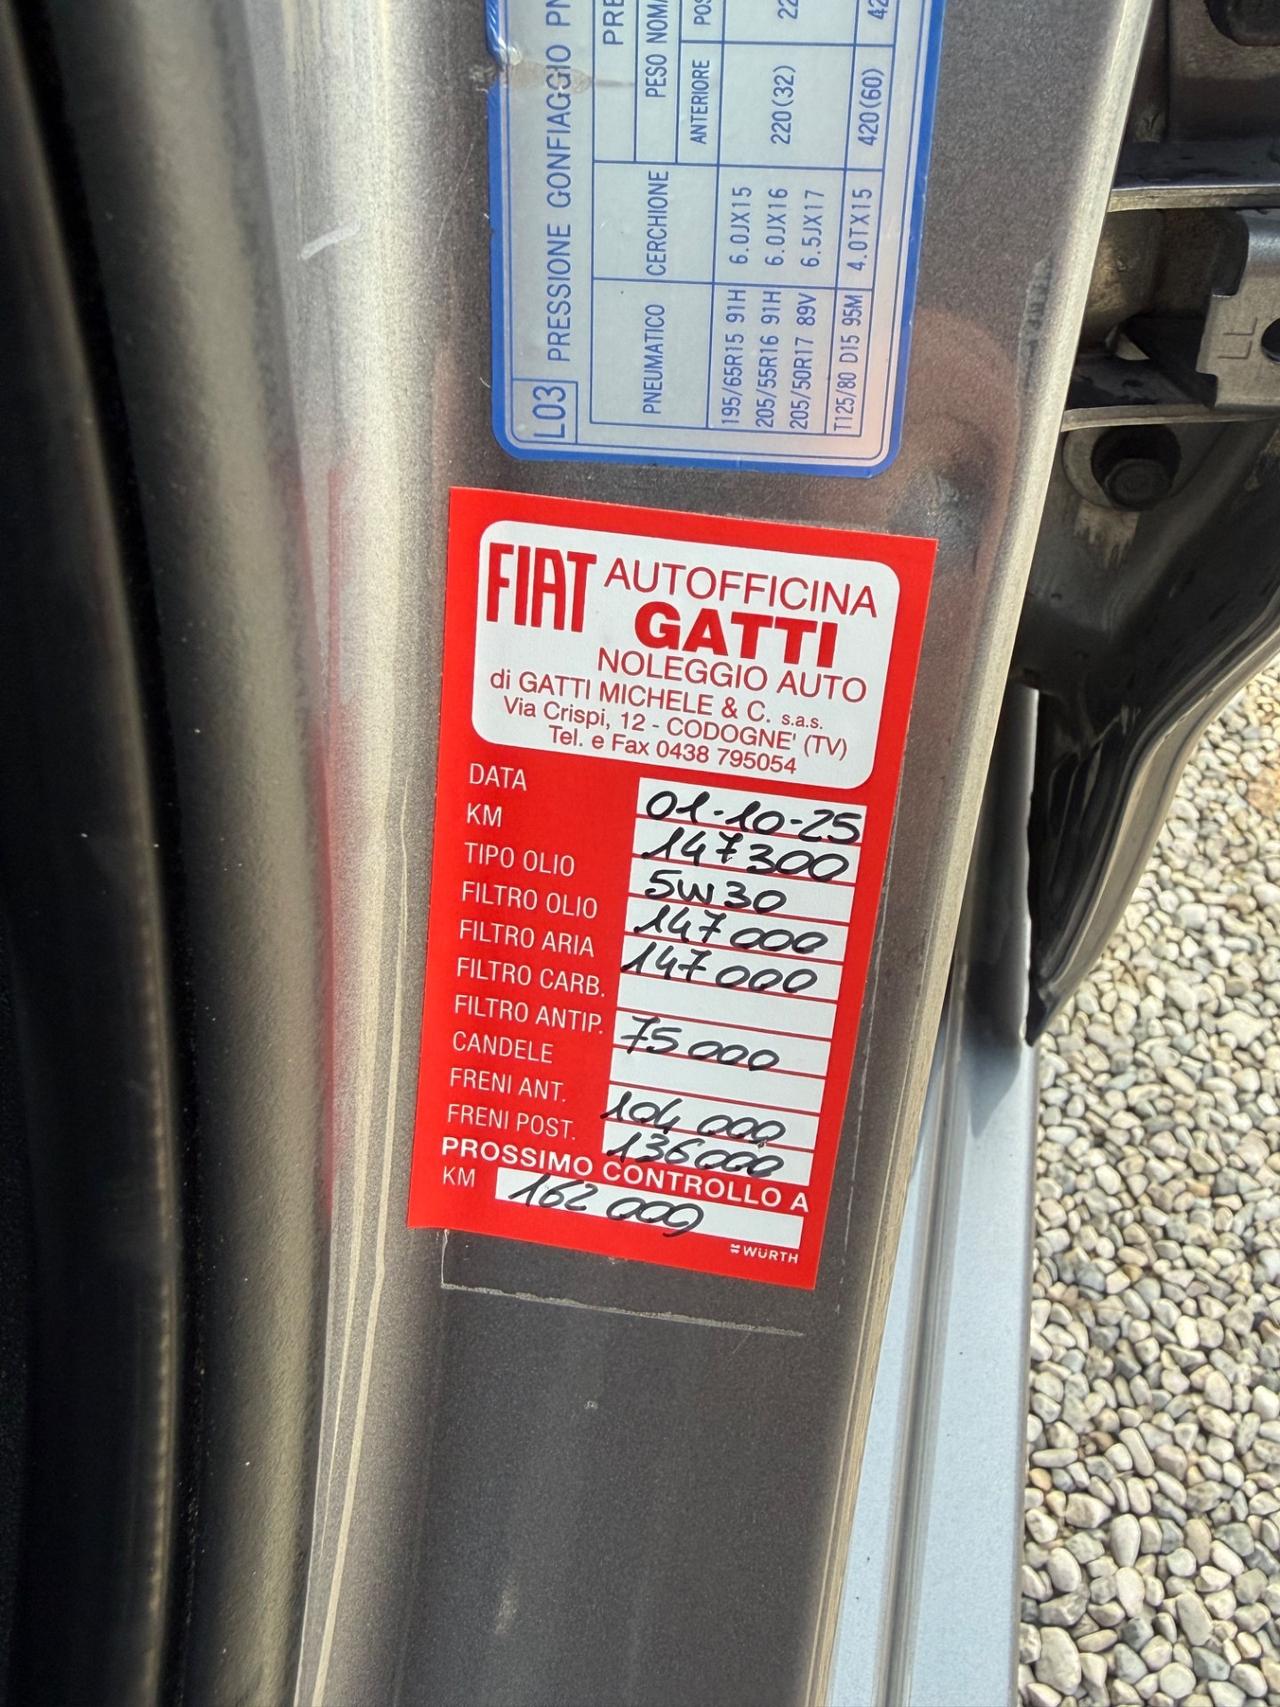 L03 PRESSIONE GONFIAGGIO
PNEUMATICO CERCHIONE ANTERIORE
195/65R15 91H 6.0JX15
205/55R16 91H 6.0JX16 220(32)
205/50R17 89V 6.5JX17
T125/80 D15 95M 4.0TX15 420(60)
FIAT AUTOFFICINA
GATTI
NOLEGGIO AUTO
di GATTI MICHELE & C. s.a.s.
Via Crispi, 12 - CODOGNE' (TV)
Tel. e Fax 0438 795054
DATA 01-10-25
KM 147300
TIPO OLIO 5W30
FILTRO OLIO 147000
FILTRO ARIA 147000
FILTRO CARB.
FILTRO ANTIP. 75000
CANDELE
FRENI ANT. 104000
FRENI POST. 136000
PROSSIMO CONTROLLO A
KM 162000
WÜRTH